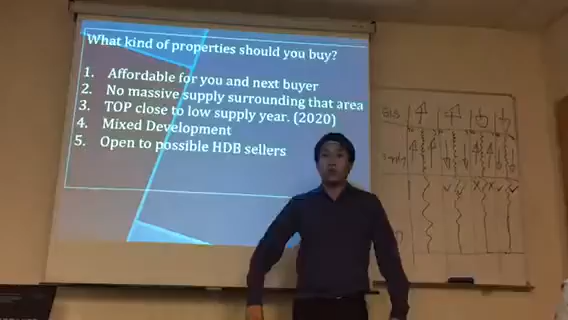 What kind of properties should you buy?
1. Affordable for you and next buyer
2. No massive supply surrounding that area
3. TOP close to low supply year. (2020)
4. Mixed Development
5. Open to possible HDB sellers